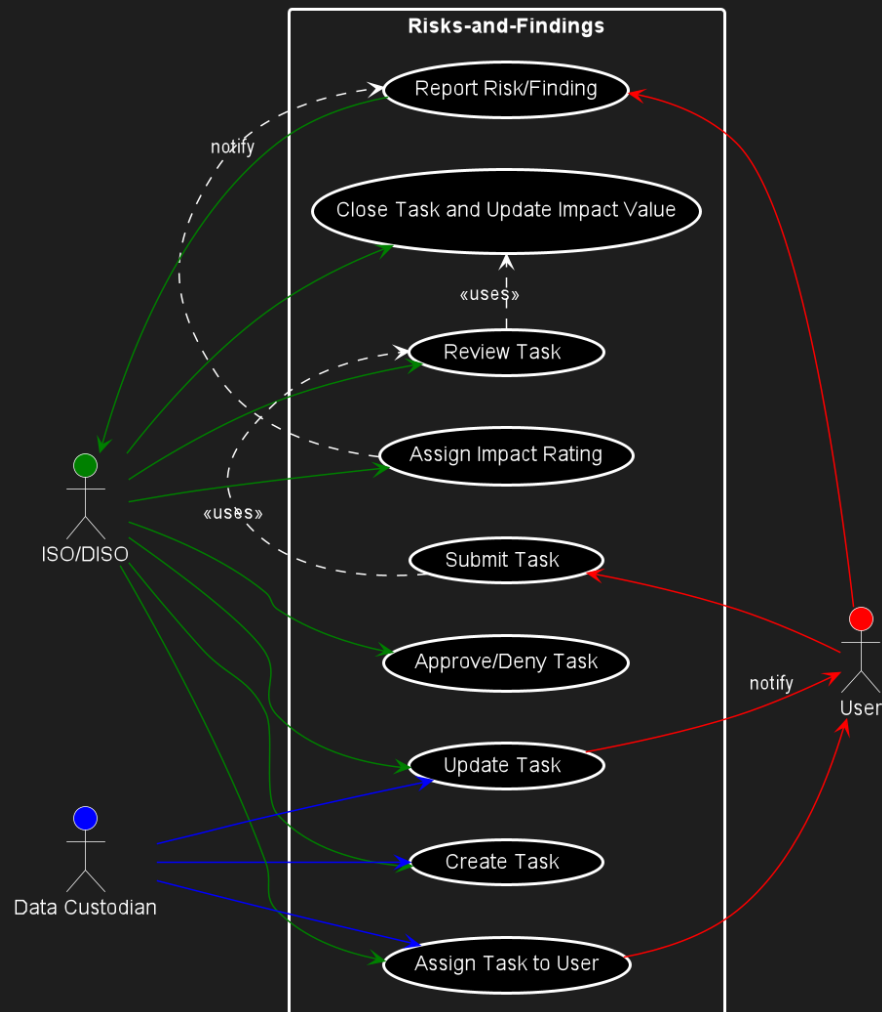 Risks-and-Findings
Report Risk/Finding
notify
Close Task and Update Impact Value
«uses»
Review Task
Assign Impact Rating
«uses»
ISO/DISO
Submit Task
Approve/Deny Task
notify
User
Update Task
Create Task
Data Custodian
Assign Task to User